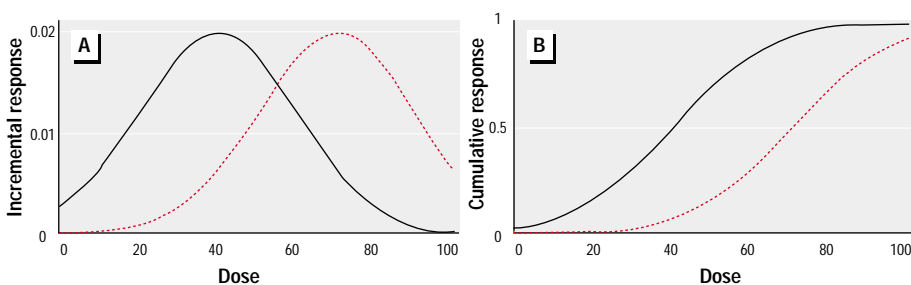 A
Incremental response
0.02
0.01
0
0 20 40 60 80 100
Dose
B
Cumulative response
1
0.5
0
0 20 40 60 80 100
Dose